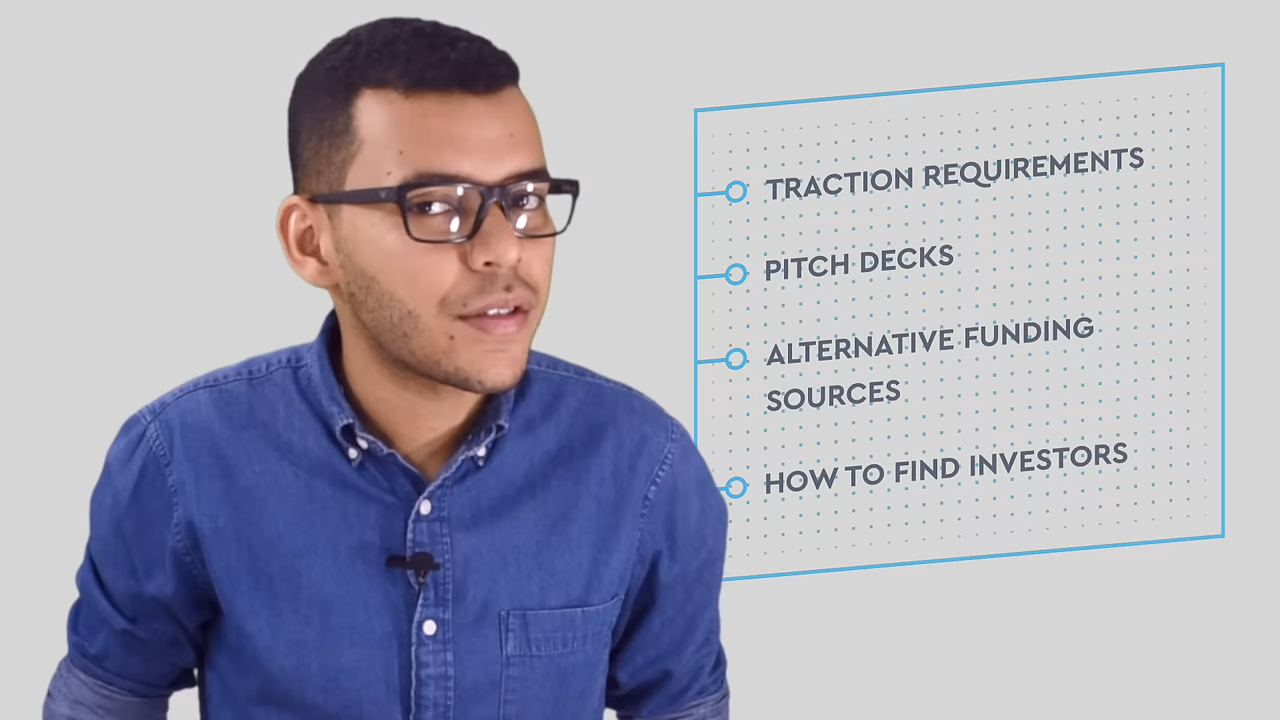 TRACTION REQUIREMENTS
PITCH DECKS
ALTERNATIVE FUNDING
SOURCES
HOW TO FIND INVESTORS